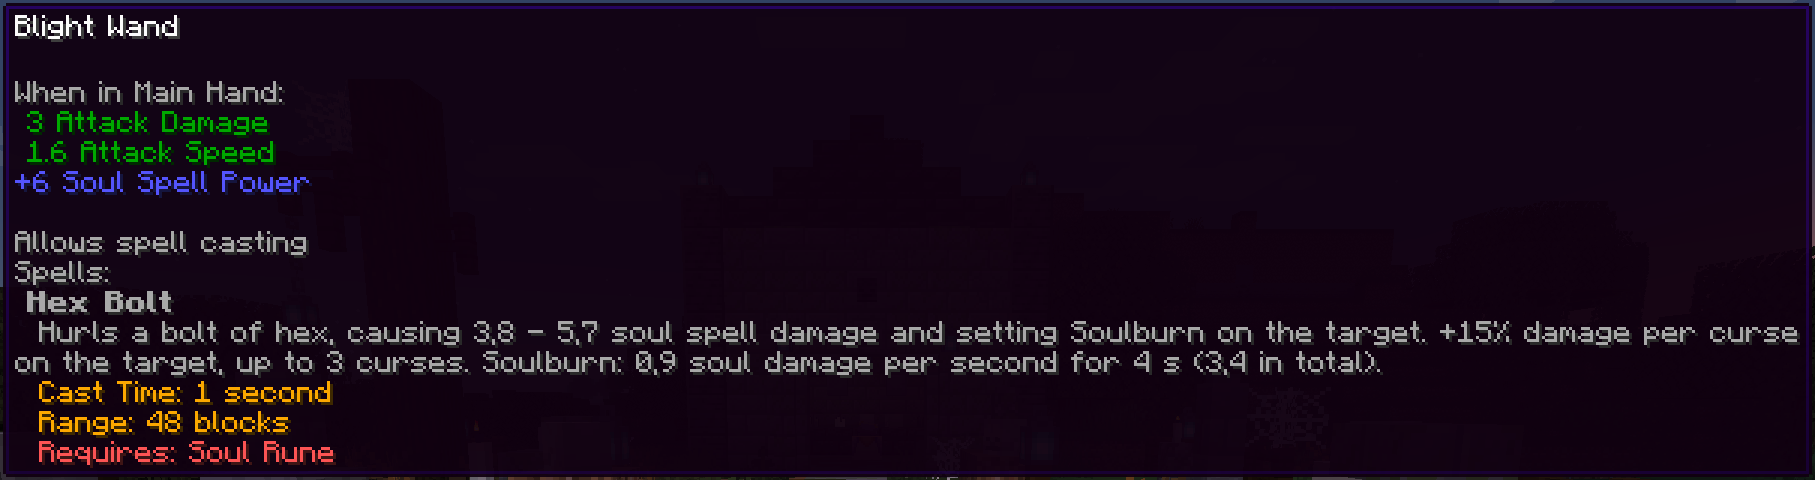 Blight Wand
When in Main Hand:
3 Attack Damage
1.6 Attack Speed
+6 Soul Spell Power
Allows spell casting
Spells:
Hex Bolt
Hurls a bolt of hex, causing 3,8 - 5,7 soul spell damage and setting Soulburn on the target. +15% damage per curse
on the target, up to 3 curses. Soulburn: 0,9 soul damage per second for 4 s (3,4 in total).
Cast Time: 1 second
Range: 48 blocks
Requires: Soul Rune